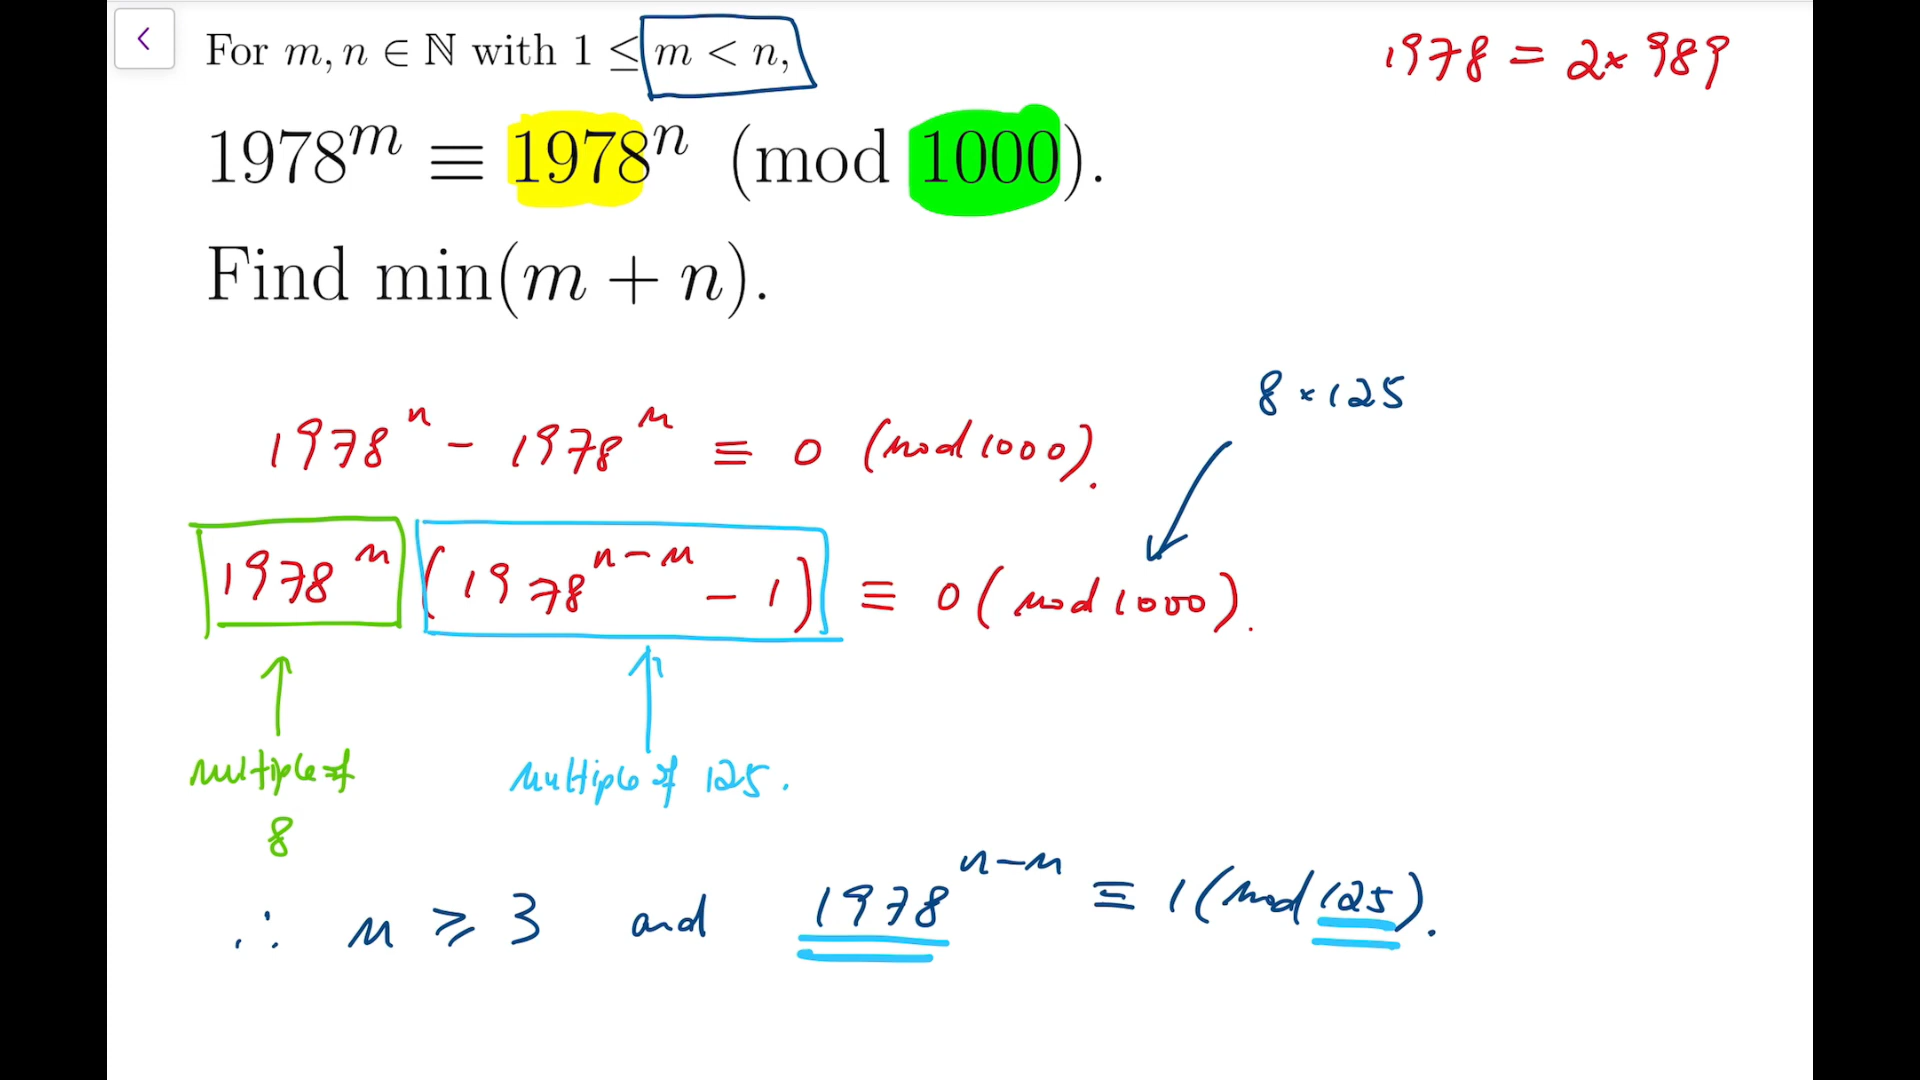 For m, n ∈ ℕ with 1 ≤ m < n,
1978 = 2 × 989
1978^m ≡ 1978^n (mod 1000).
Find min(m + n).
8 × 125
1978^n − 1978^m ≡ 0 (mod 1000).
1978^m (1978^{n−m} − 1) ≡ 0 (mod 1000).
multiple of
8
multiple of 125.
∴ m ⩾ 3 and 1978^{n−m} ≡ 1 (mod 125).